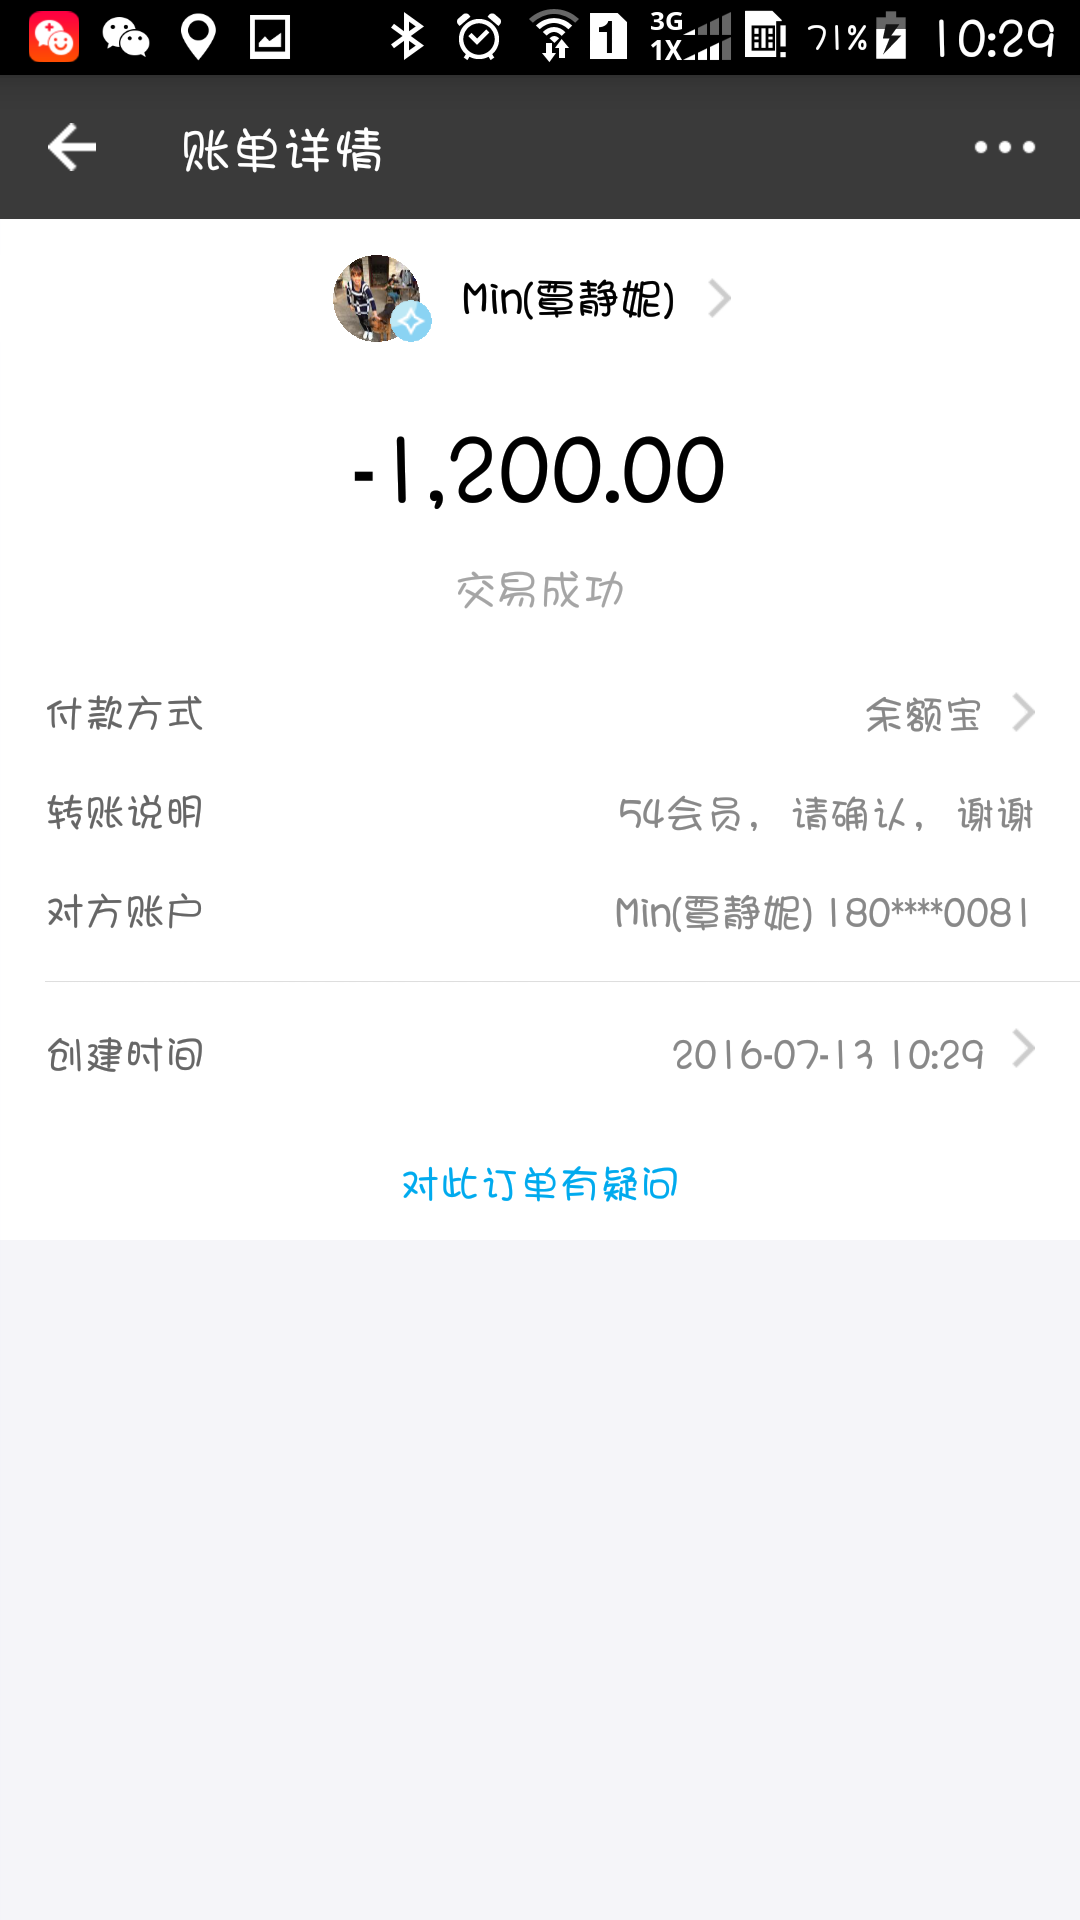 3G
1
1X
71%
10:29
账单详情
Min(覃静妮)
-1,200.00
交易成功
付款方式
余额宝
转账说明
54会员，请确认，谢谢
对方账户
Min(覃静妮) 180****0081
创建时间
2016-07-13 10:29
对此订单有疑问